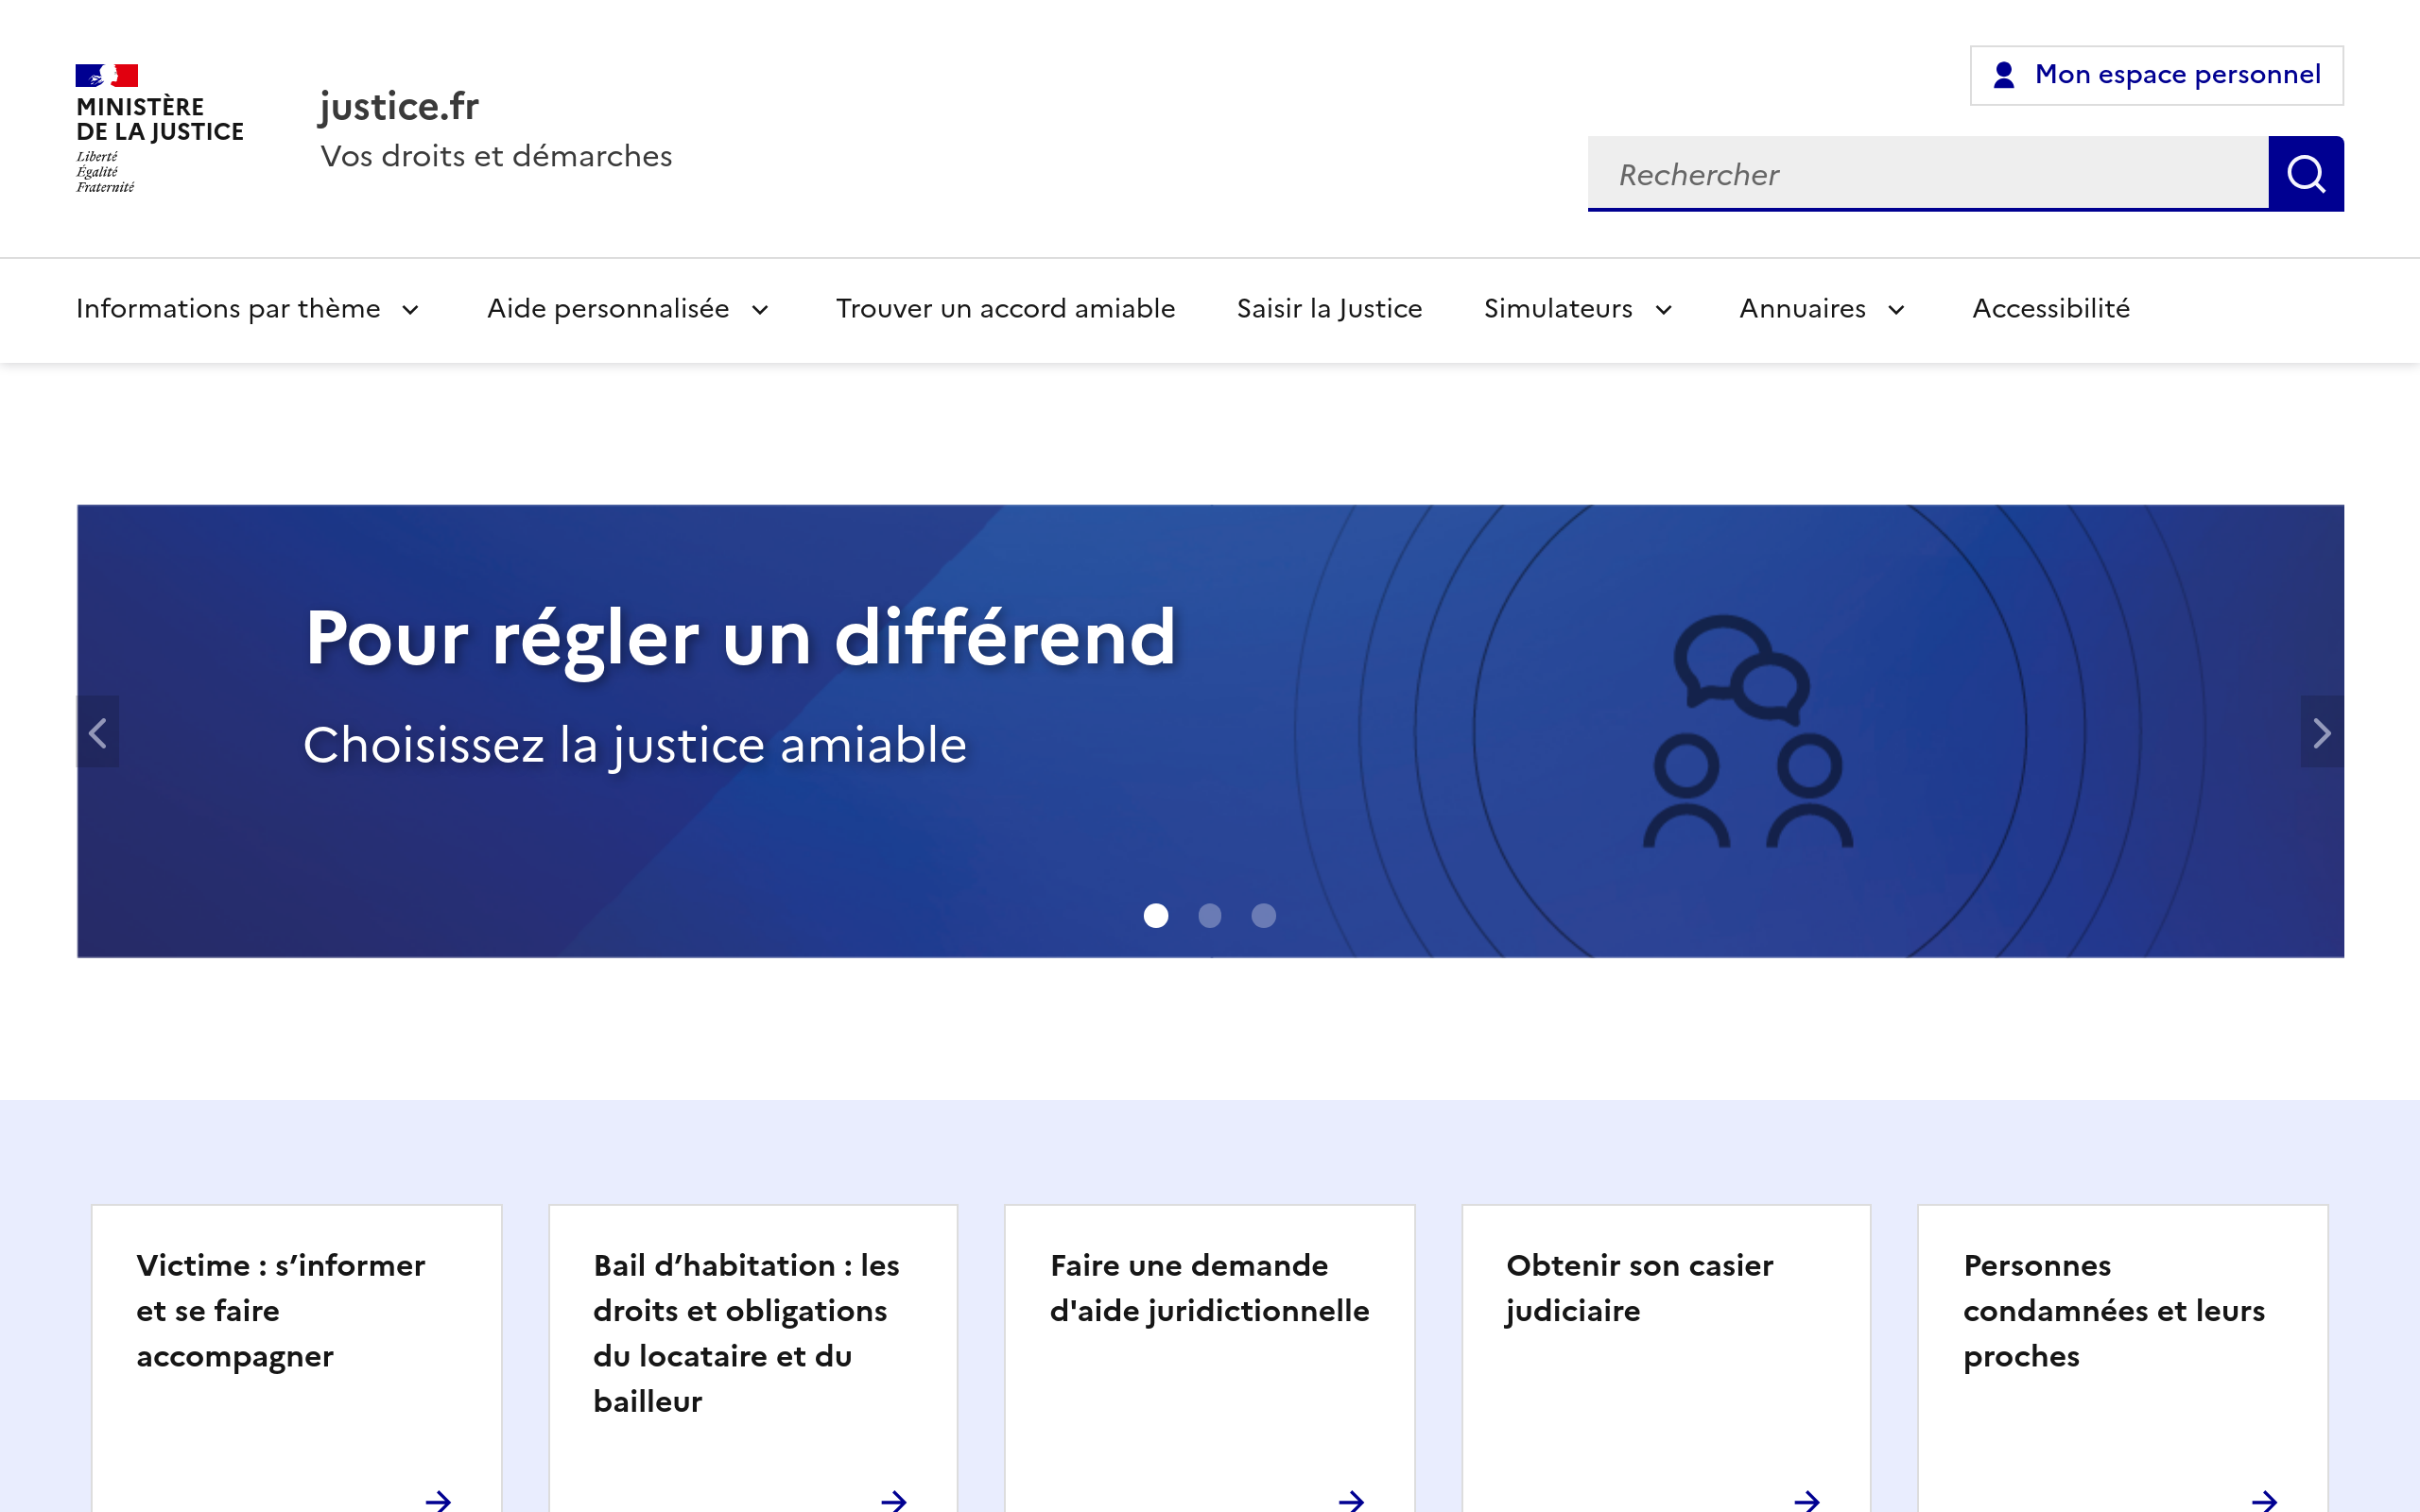 MINISTÈRE
DE LA JUSTICE
Liberté
Égalité
Fraternité
justice.fr
Vos droits et démarches
Mon espace personnel
Rechercher
Informations par thème
Aide personnalisée
Trouver un accord amiable
Saisir la Justice
Simulateurs
Annuaires
Accessibilité
Pour régler un différend
Choisissez la justice amiable
Victime : s’informer
et se faire
accompagner
Bail d’habitation : les
droits et obligations
du locataire et du
bailleur
Faire une demande
d'aide juridictionnelle
Obtenir son casier
judiciaire
Personnes
condamnées et leurs
proches